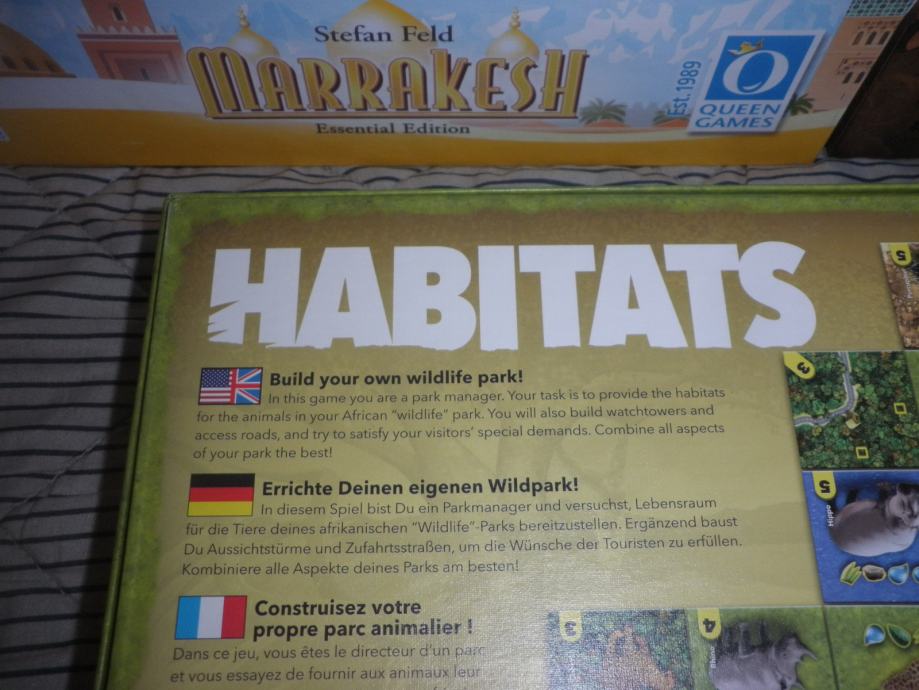 Stefan Feld
MARRAKESH
Essential Edition
Est. 1989
QUEEN
GAMES
HABITATS
Build your own wildlife park!
In this game you are a park manager. Your task is to provide the habitats
for the animals in your African "wildlife" park. You will also build watchtowers and
access roads, and try to satisfy your visitors' special demands. Combine all aspects
of your park the best!
Errichte Deinen eigenen Wildpark!
In diesem Spiel bist Du ein Parkmanager und versuchst, Lebensraum
für die Tiere deines afrikanischen "Wildlife"-Parks bereitzustellen. Ergänzend baust
Du Aussichtstürme und Zufahrtsstraßen, um die Wünsche der Touristen zu erfüllen.
Kombiniere alle Aspekte deines Parks am besten!
Construisez votre
propre parc animalier !
Dans ce jeu, vous êtes le directeur d'un parc
et vous essayez de fournir aux animaux leur
5
3
5
Hippo
3
4
Rhino